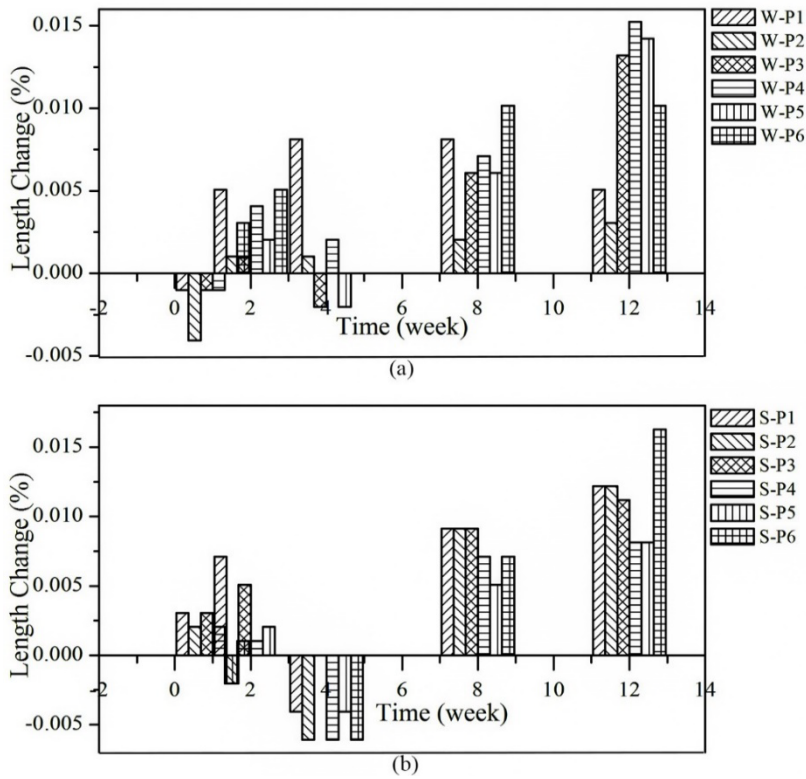 0.015
0.010
0.005
0.000
-0.005
Length Change (%)
-2 0 2 4 6 8 10 12 14
Time (week)
W-P1
W-P2
W-P3
W-P4
W-P5
W-P6
(a)
0.015
0.010
0.005
0.000
-0.005
Length Change (%)
-2 0 2 4 6 8 10 12 14
Time (week)
S-P1
S-P2
S-P3
S-P4
S-P5
S-P6
(b)